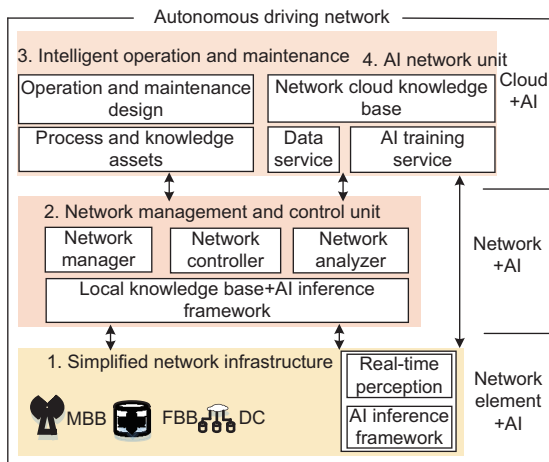 Autonomous driving network
3. Intelligent operation and maintenance
4. AI network unit
Operation and maintenance
design
Process and knowledge
assets
Network cloud knowledge
base
Data
service
AI training
service
Cloud
+AI
2. Network management and control unit
Network
manager
Network
controller
Network
analyzer
Local knowledge base+AI inference
framework
Network
+AI
1. Simplified network infrastructure
MBB
FBB
DC
Real-time
perception
AI inference
framework
Network
element
+AI